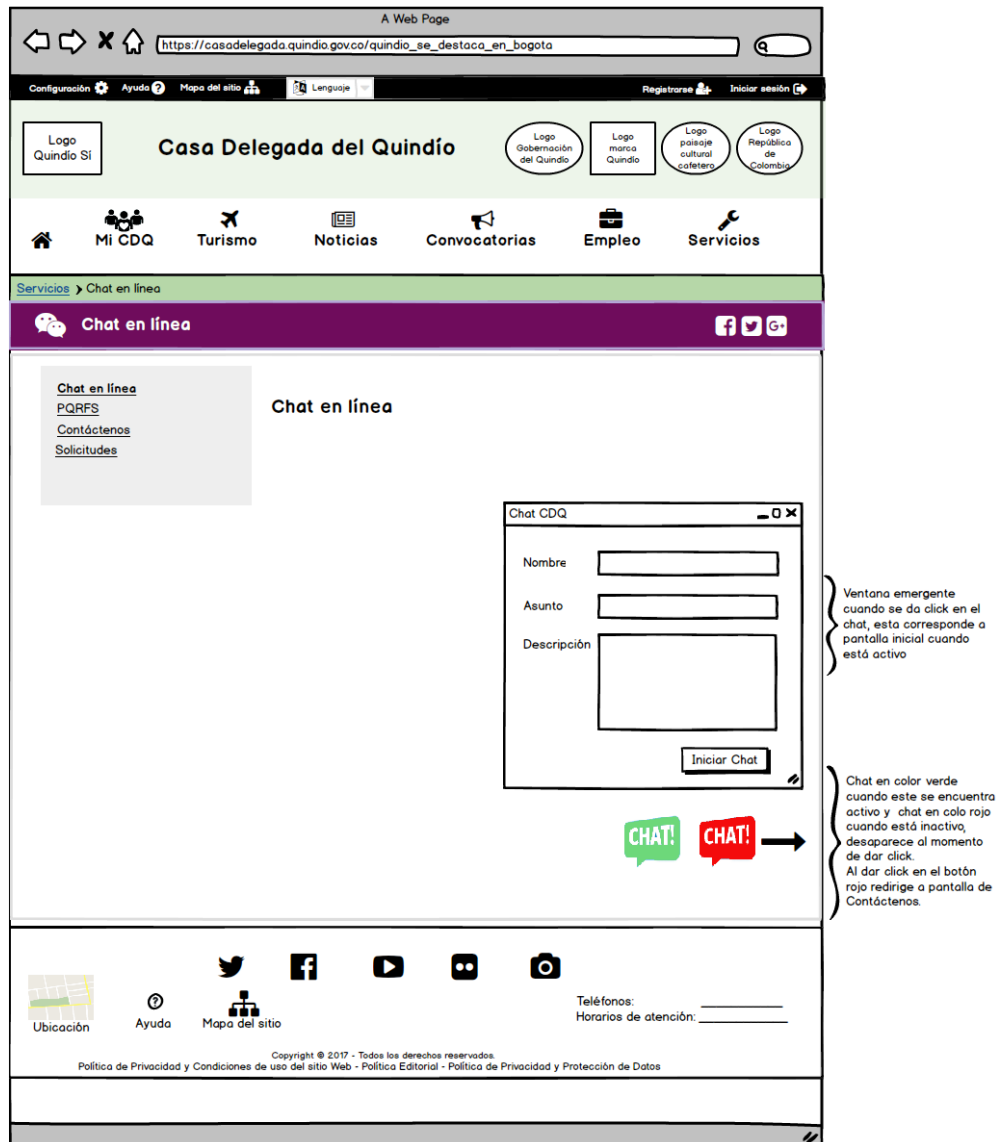 A Web Page
https://casadelegada.quindio.gov.co/quindio_se_destaca_en_bogota
Configuración Ayuda Mapa del sitio Lenguaje Registrarse Iniciar sesión
Logo
Quindío Sí
Casa Delegada del Quindío
Logo
Gobernación
del Quindío
Logo
marca
Quindío
Logo
paisaje
cultural
cafetero
Logo
República
de
Colombia
Mi CDQ Turismo Noticias Convocatorias Empleo Servicios
Servicios Chat en línea
Chat en línea
Chat en línea
PQRFS
Contáctenos
Solicitudes
Chat en línea
Chat CDQ
Nombre
Asunto
Descripción
Iniciar Chat
Ventana emergente
cuando se da click en el
chat, esta corresponde a
pantalla inicial cuando
está activo
CHAT! CHAT!
Chat en color verde
cuando este se encuentra
activo y chat en colo rojo
cuando está inactivo,
desaparece al momento
de dar click.
Al dar click en el botón
rojo redirige a pantalla de
Contáctenos.
Ubicación
Ayuda
Mapa del sitio
Teléfonos: ____________
Horarios de atención: ____________
Copyright © 2017 - Todos los derechos reservados.
Política de Privacidad y Condiciones de uso del sitio Web - Política Editorial - Política de Privacidad y Protección de Datos